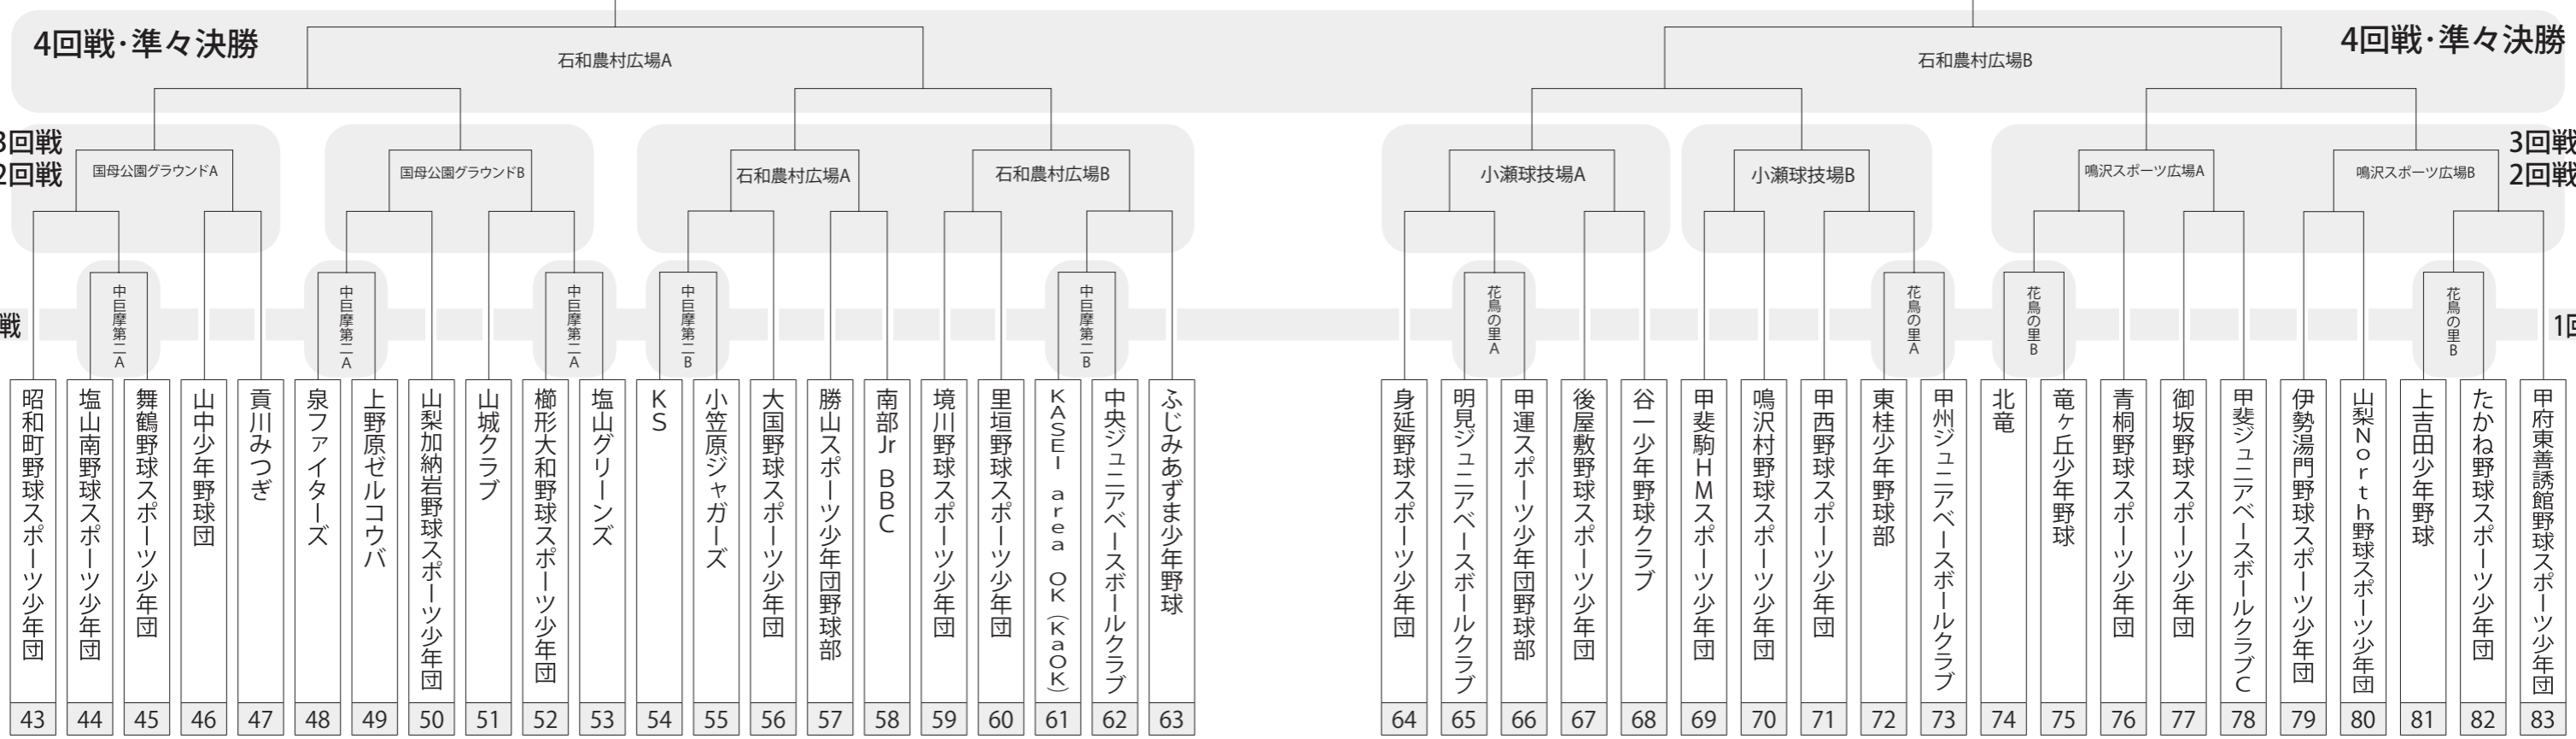 4回戦･準々決勝
石和農村広場A
石和農村広場B
4回戦･準々決勝
3回戦
2回戦
国母公園グラウンドA
国母公園グラウンドB
石和農村広場A
石和農村広場B
小瀬球技場A
小瀬球技場B
鳴沢スポーツ広場A
鳴沢スポーツ広場B
3回戦
2回戦
戦
中巨摩第二A
中巨摩第二A
中巨摩第二A
中巨摩第二B
中巨摩第二B
花鳥の里A
花鳥の里A
花鳥の里B
花鳥の里B
1回
昭和町野球スポーツ少年団
塩山南野球スポーツ少年団
舞鶴野球スポーツ少年団
山中少年野球団
貢川みつぎ
泉ファイターズ
上野原ゼルコウバ
山梨加納岩野球スポーツ少年団
山城クラブ
櫛形大和野球スポーツ少年団
塩山グリーンズ
KS
小笠原ジャガーズ
大国野球スポーツ少年団
勝山スポーツ少年団野球部
南部Jr BBC
境川野球スポーツ少年団
里垣野球スポーツ少年団
KASEI area OK（KaOK）
中央ジュニアベースボールクラブ
ふじみあずま少年野球
身延野球スポーツ少年団
明見ジュニアベースボールクラブ
甲運スポーツ少年団野球部
後屋敷野球スポーツ少年団
谷一少年野球クラブ
甲斐駒HMスポーツ少年団
鳴沢村野球スポーツ少年団
甲西野球スポーツ少年団
東桂少年野球部
甲州ジュニアベースボールクラブ
北竜
竜ヶ丘少年野球
青桐野球スポーツ少年団
御坂野球スポーツ少年団
甲斐ジュニアベースボールクラブC
伊勢湯門野球スポーツ少年団
山梨North野球スポーツ少年団
上吉田少年野球
たかね野球スポーツ少年団
甲府東善誘館野球スポーツ少年団
43
44
45
46
47
48
49
50
51
52
53
54
55
56
57
58
59
60
61
62
63
64
65
66
67
68
69
70
71
72
73
74
75
76
77
78
79
80
81
82
83